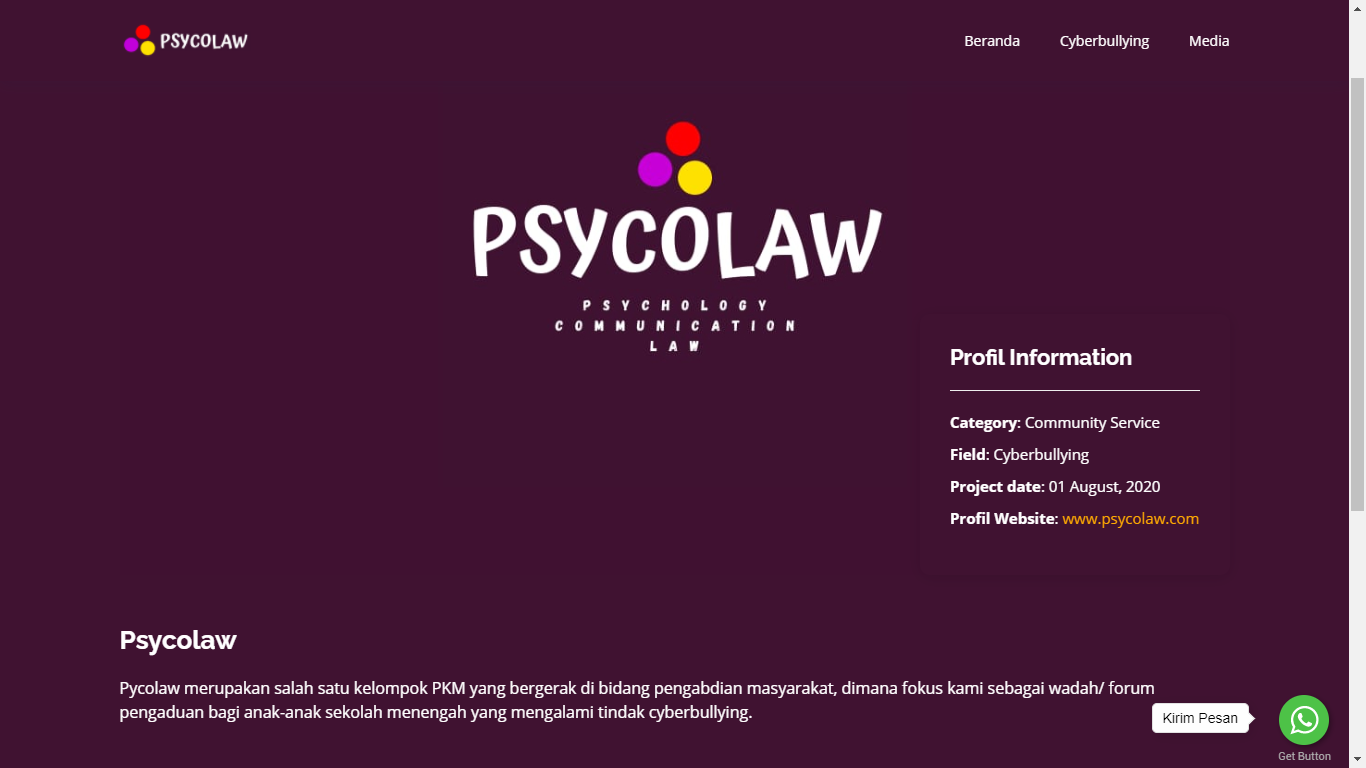 PSYCOLAW
Beranda
Cyberbullying
Media
PSYCOLAW
PSYCHOLOGY
COMMUNICATION
LAW
Profil Information
Category: Community Service
Field: Cyberbullying
Project date: 01 August, 2020
Profil Website: www.psycolaw.com
Psycolaw
Pycolaw merupakan salah satu kelompok PKM yang bergerak di bidang pengabdian masyarakat, dimana fokus kami sebagai wadah/ forum
pengaduan bagi anak-anak sekolah menengah yang mengalami tindak cyberbullying.
Kirim Pesan
Get Button